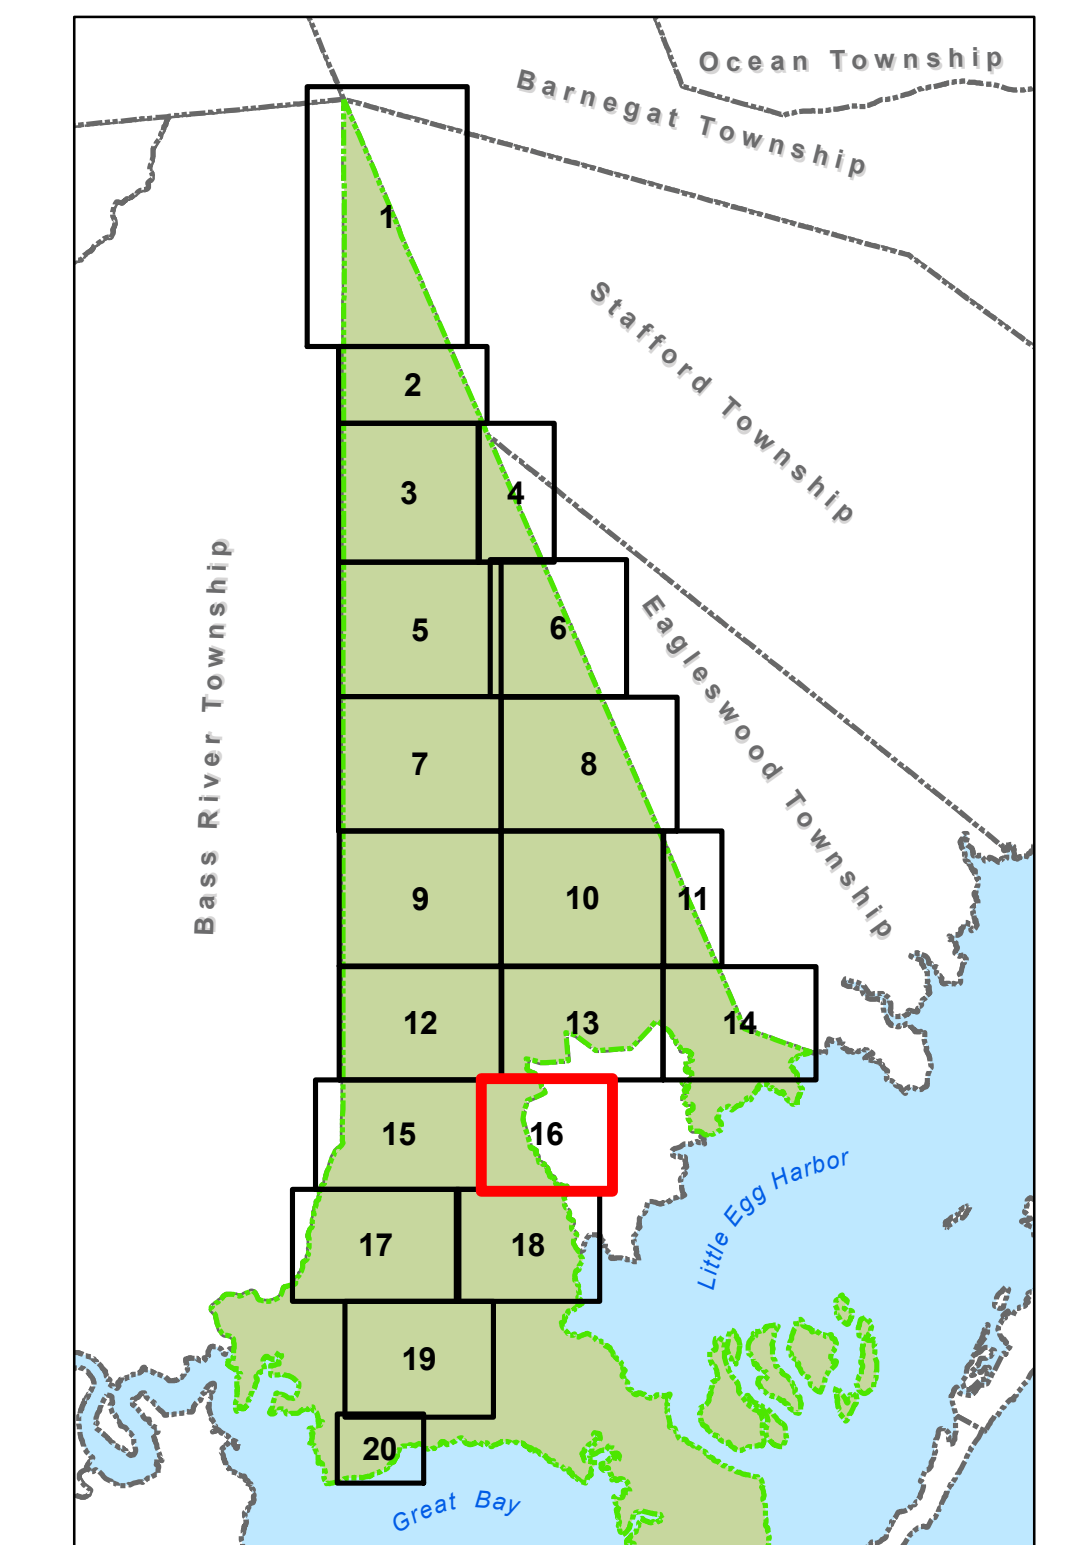 Ocean Township
Barnegat Township
1
Stafford Township
2
3
4
Bass River Township
5
6
Eagleswood Township
7
8
9
10
11
12
13
14
15
16
Little Egg Harbor
17
18
19
20
Great Bay